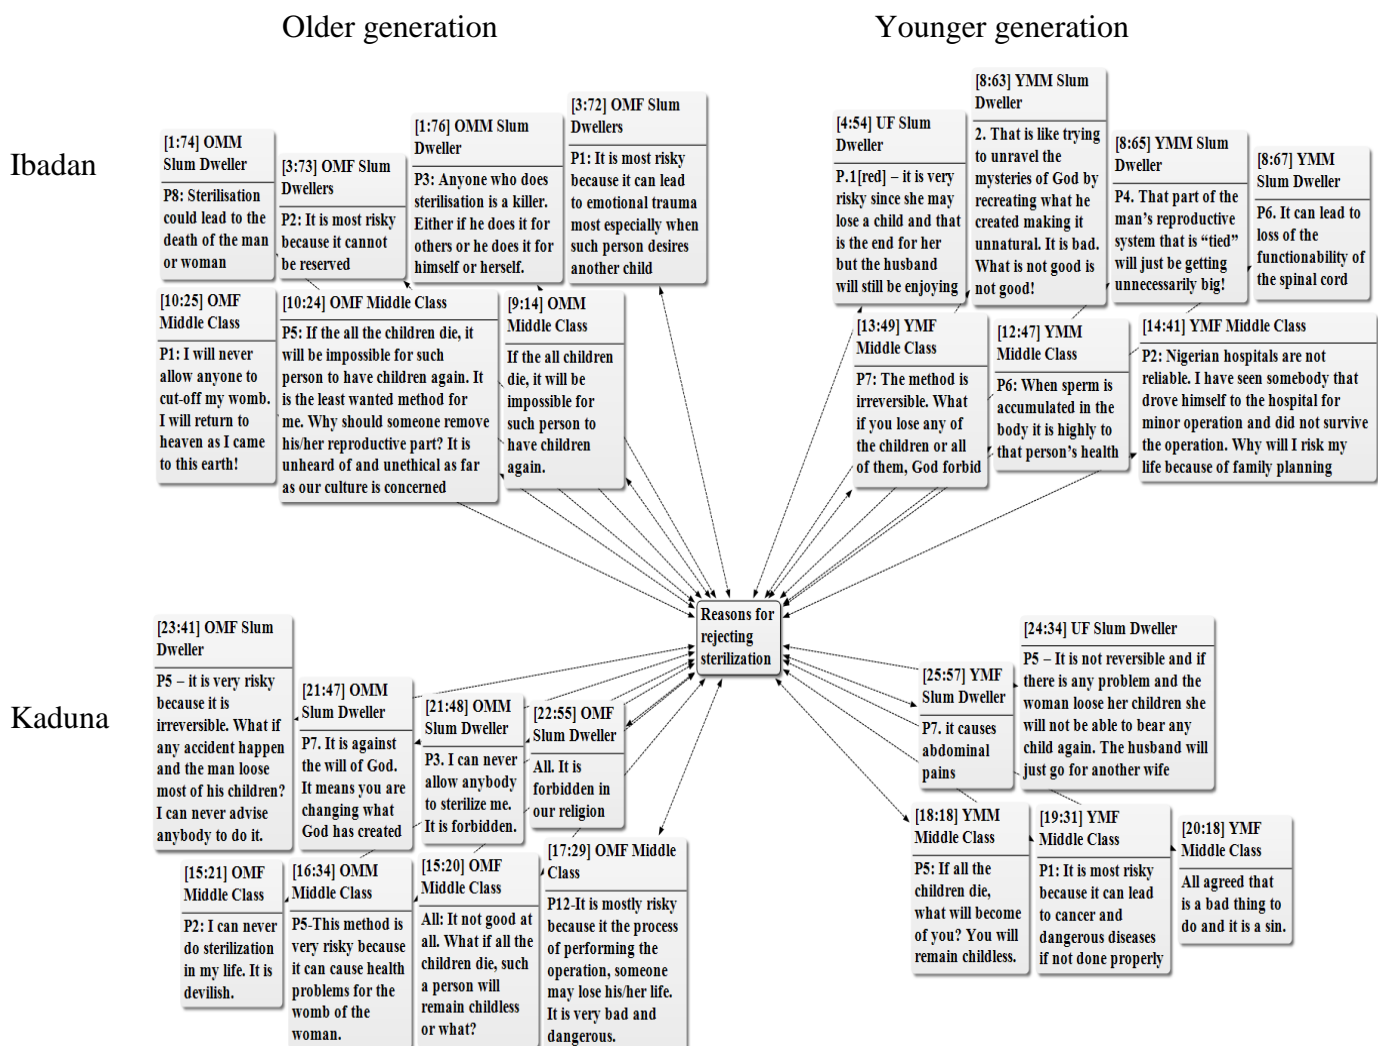 Older generation
Younger generation
Ibadan
[1:74] OMM
Slum Dweller
P8: Sterilisation
could lead to the
death of the man
or woman
[3:73] OMF Slum
Dwellers
P2: It is most risky
because it cannot
be reserved
[1:76] OMM Slum
Dweller
P3: Anyone who does
sterilisation is a killer.
Either if he does it for
others or he does it for
himself or herself.
[3:72] OMF Slum
Dwellers
P1: It is most risky
because it can lead
to emotional trauma
most especially when
such person desires
another child
[10:25] OMF
Middle Class
P1: I will never
allow anyone to
cut-off my womb.
I will return to
heaven as I came
to this earth!
[10:24] OMF Middle Class
P5: If the all the children die, it
will be impossible for such
person to have children again. It
is the least wanted method for
me. Why should someone remove
his/her reproductive part? It is
unheard of and unethical as far
as our culture is concerned
[9:14] OMM
Middle Class
If the all children
die, it will be
impossible for
such person to
have children
again.
[4:54] UF Slum
Dweller
P.1[red] – it is very
risky since she may
lose a child and that
is the end for her
but the husband
will still be enjoying
[8:63] YMM Slum
Dweller
2. That is like trying
to unravel the
mysteries of God by
recreating what he
created making it
unnatural. It is bad.
What is not good is
not good!
[8:65] YMM Slum
Dweller
P4. That part of the
man's reproductive
system that is “tied”
will just be getting
unnecessarily big!
[8:67] YMM
Slum Dweller
P6. It can lead to
loss of the
functionability of
the spinal cord
[13:49] YMF
Middle Class
P7: The method is
irreversible. What
if you lose any of
the children or all
of them, God forbid
[12:47] YMM
Middle Class
P6: When sperm is
accumulated in the
body it is highly to
that person's health
[14:41] YMF Middle Class
P2: Nigerian hospitals are not
reliable. I have seen somebody that
drove himself to the hospital for
minor operation and did not survive
the operation. Why will I risk my
life because of family planning
Reasons for
rejecting
sterilization
Kaduna
[23:41] OMF Slum
Dweller
P5 – it is very risky
because it is
irreversible. What if
any accident happen
and the man loose
most of his children?
I can never advise
anybody to do it.
[21:47] OMM
Slum Dweller
P7. It is against
the will of God.
It means you are
changing what
God has created
[21:48] OMM
Slum Dweller
P3. I can never
allow anybody
to sterilize me.
It is forbidden.
[22:55] OMF
Slum Dweller
All. It is
forbidden in
our religion
[15:21] OMF
Middle Class
P2: I can never
do sterilization
in my life. It is
devilish.
[16:34] OMM
Middle Class
P5-This method is
very risky because
it can cause health
problems for the
womb of the
woman.
[15:20] OMF
Middle Class
All: It not good at
all. What if all the
children die, such
a person will
remain childless
or what?
[17:29] OMF Middle
Class
P12-It is mostly risky
because it the process
of performing the
operation, someone
may lose his/her life.
It is very bad and
dangerous.
[25:57] YMF
Slum Dweller
P7. it causes
abdominal
pains
[24:34] UF Slum Dweller
P5 – It is not reversible and if
there is any problem and the
woman loose her children she
will not be able to bear any
child again. The husband will
just go for another wife
[18:18] YMM
Middle Class
P5: If all the
children die,
what will become
of you? You will
remain childless.
[19:31] YMF
Middle Class
P1: It is most risky
because it can lead
to cancer and
dangerous diseases
if not done properly
[20:18] YMF
Middle Class
All agreed that
is a bad thing to
do and it is a sin.